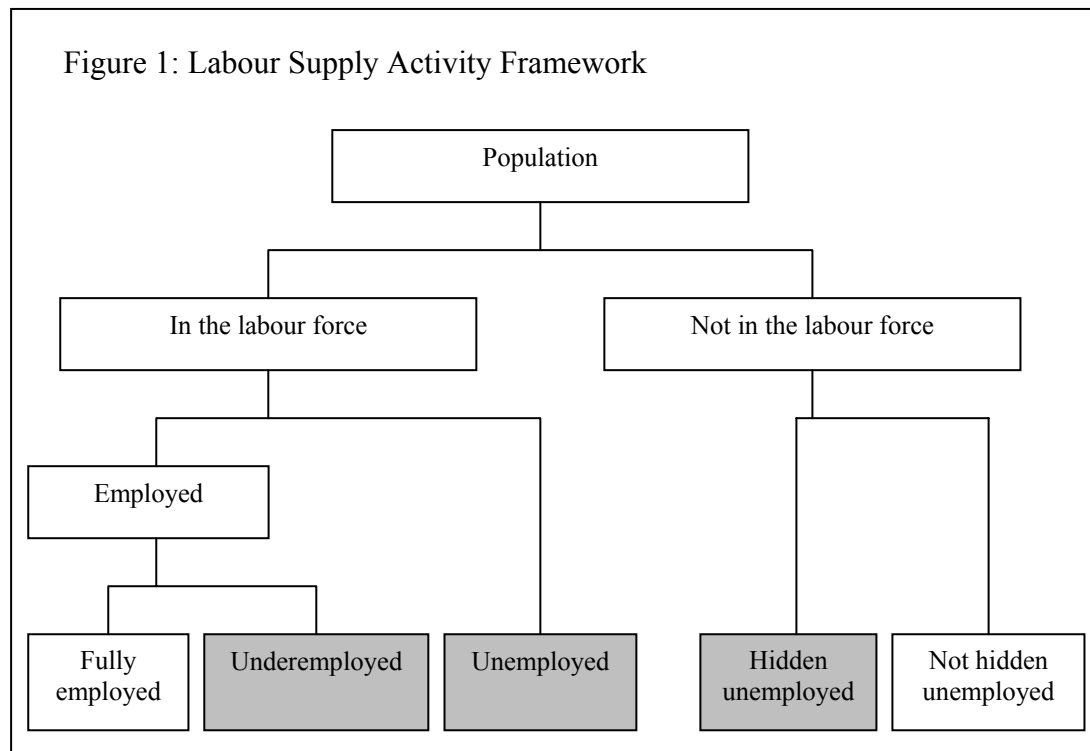 Figure 1: Labour Supply Activity Framework
Population
In the labour force
Not in the labour force
Employed
Fully
employed
Underemployed
Unemployed
Hidden
unemployed
Not hidden
unemployed